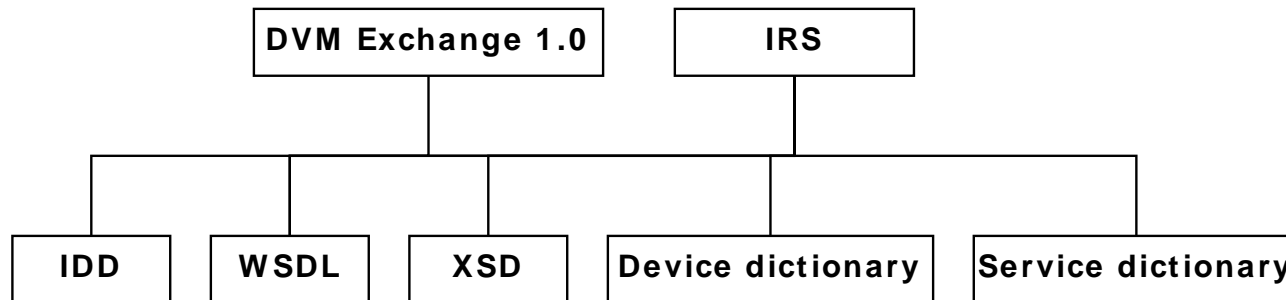 DVM Exchange 1.0
IRS
IDD
WSDL
XSD
Device dictionary
Service dictionary